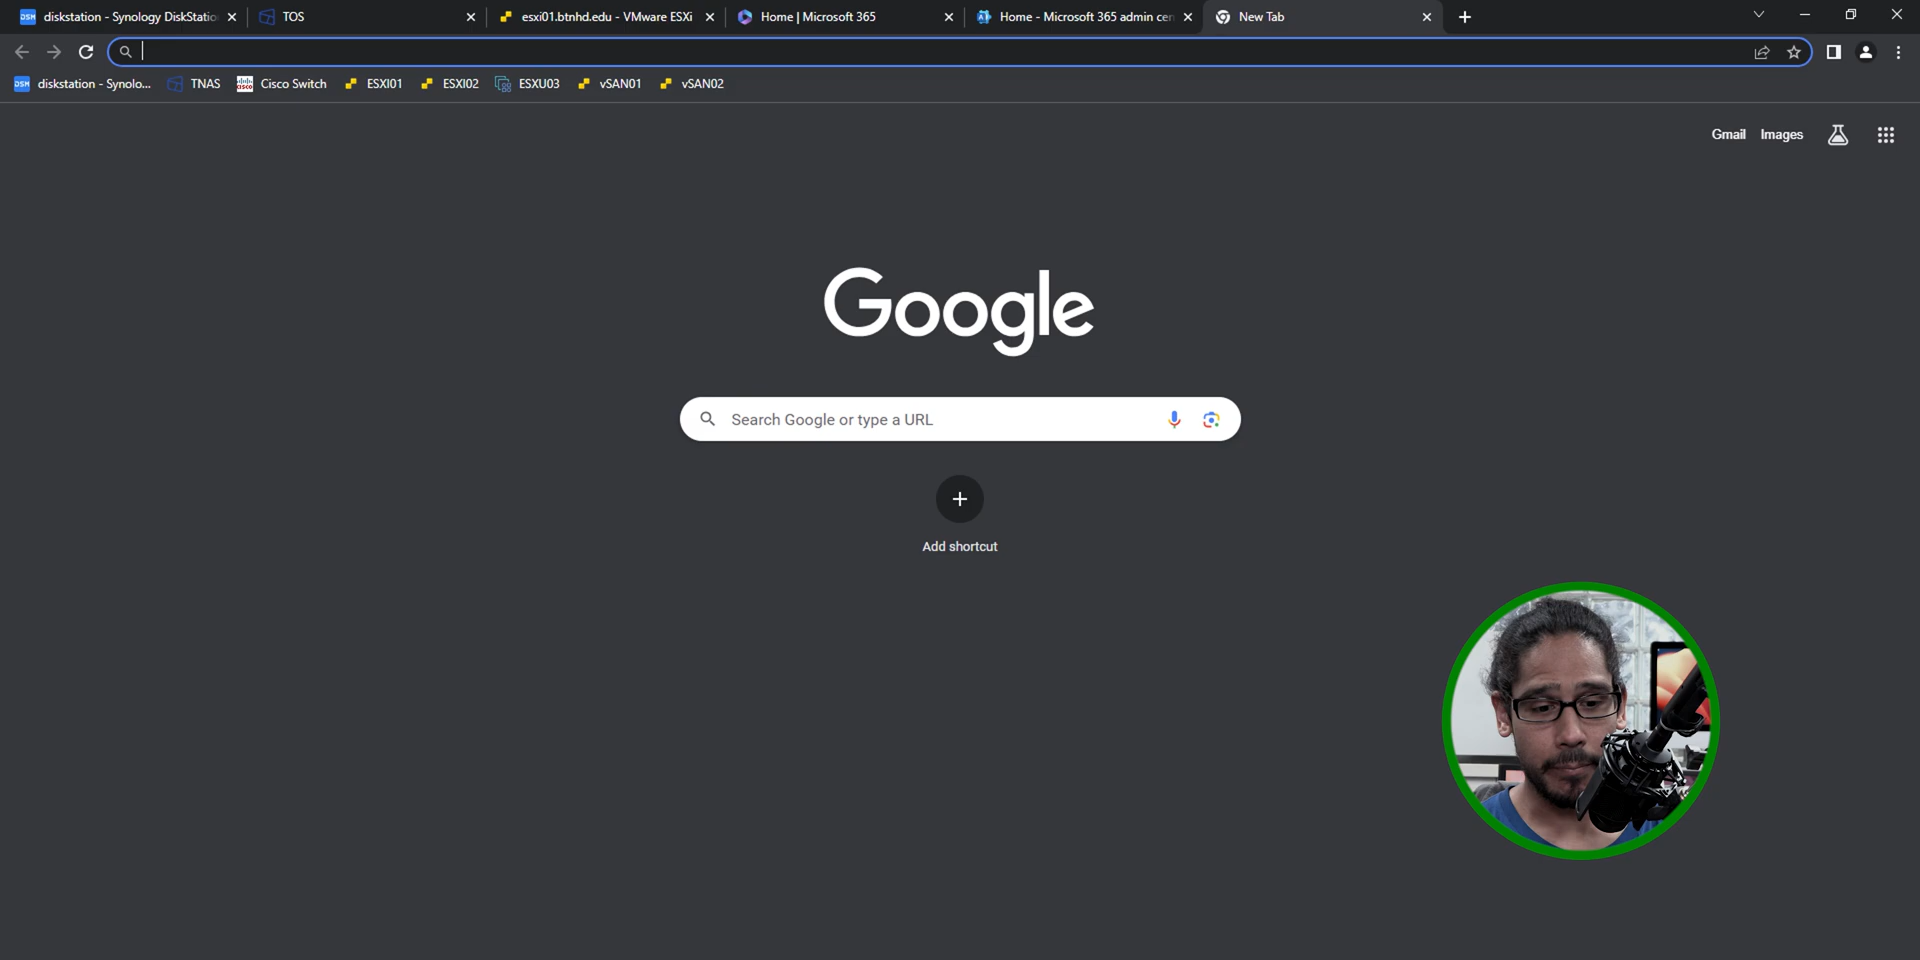 diskstation - Synology DiskStatio
TOS
esxi01.btnhd.edu - VMware ESXi
Home | Microsoft 365
Home - Microsoft 365 admin cen
New Tab
DSM diskstation - Synolo...
TNAS
Cisco Switch
ESXI01
ESXI02
ESXU03
vSAN01
vSAN02
Gmail
Images
Google
Search Google or type a URL
Add shortcut